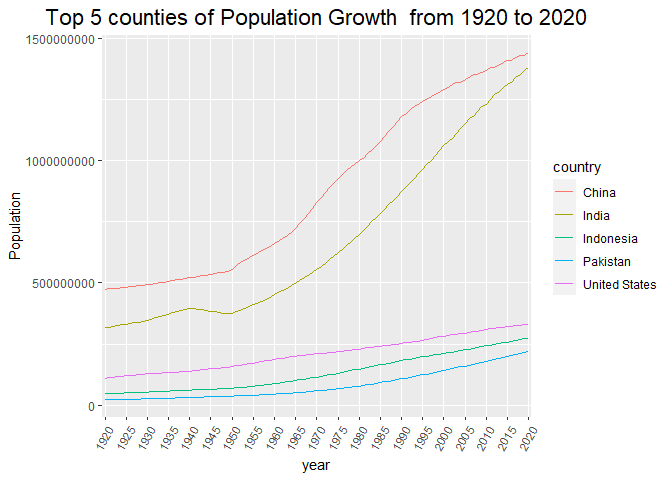 Top 5 counties of Population Growth  from 1920 to 2020
1500000000
1000000000
500000000
0
Population
1920 1925 1930 1935 1940 1945 1950 1955 1960 1965 1970 1975 1980 1985 1990 1995 2000 2005 2010 2015 2020
year
country
China
India
Indonesia
Pakistan
United States